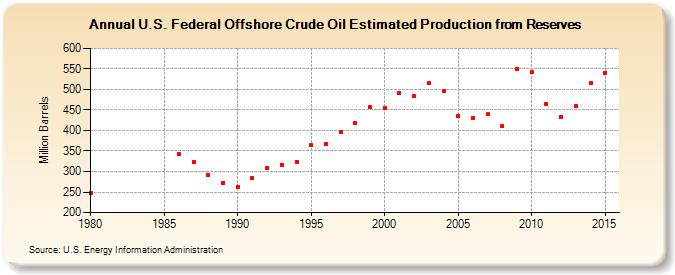 Annual U.S. Federal Offshore Crude Oil Estimated Production from Reserves
Million Barrels
600
550
500
450
400
350
300
250
200
1980 1985 1990 1995 2000 2005 2010 2015
Source: U.S. Energy Information Administration